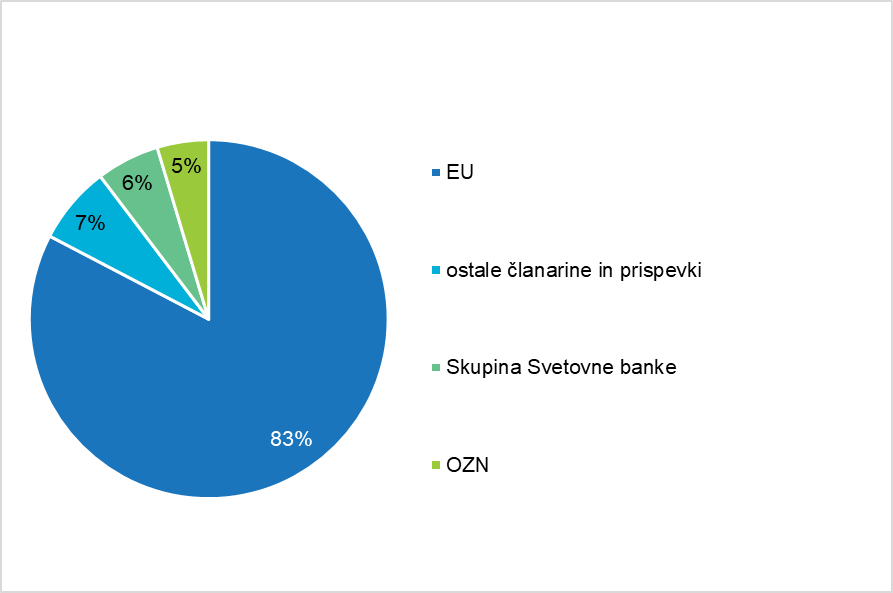 5%
6%
7%
83%
EU
ostale članarine in prispevki
Skupina Svetovne banke
OZN